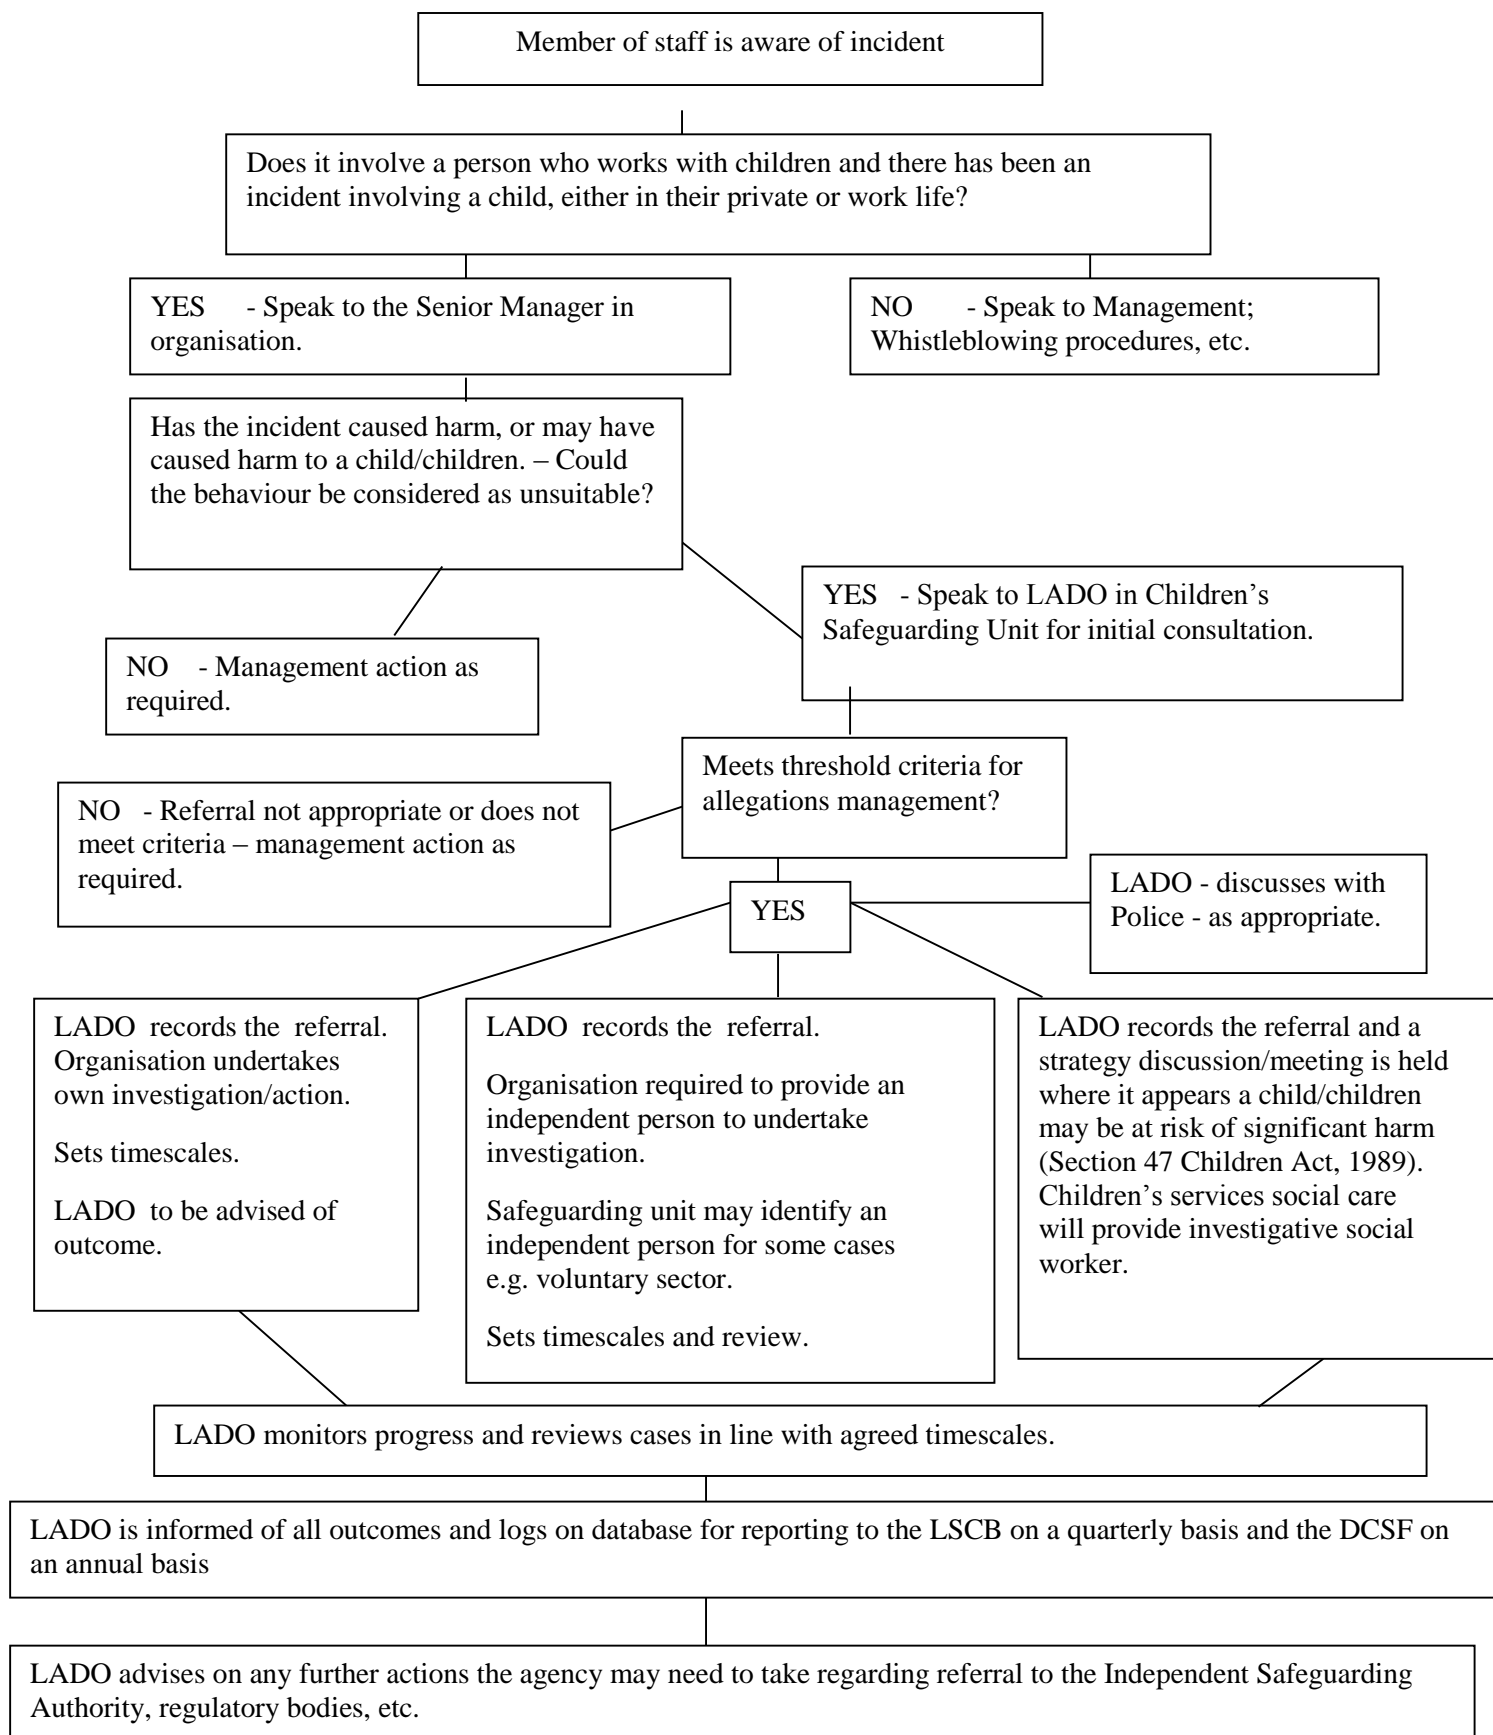 Member of staff is aware of incident
Does it involve a person who works with children and there has been an
incident involving a child, either in their private or work life?
YES - Speak to the Senior Manager in
organisation.
NO - Speak to Management;
Whistleblowing procedures, etc.
Has the incident caused harm, or may have
caused harm to a child/children. – Could
the behaviour be considered as unsuitable?
YES - Speak to LADO in Children’s
Safeguarding Unit for initial consultation.
NO - Management action as
required.
Meets threshold criteria for
allegations management?
NO - Referral not appropriate or does not
meet criteria – management action as
required.
YES
LADO - discusses with
Police - as appropriate.
LADO records the referral.
Organisation undertakes
own investigation/action.
Sets timescales.
LADO to be advised of
outcome.
LADO records the referral.
Organisation required to provide an
independent person to undertake
investigation.
Safeguarding unit may identify an
independent person for some cases
e.g. voluntary sector.
Sets timescales and review.
LADO records the referral and a
strategy discussion/meeting is held
where it appears a child/children
may be at risk of significant harm
(Section 47 Children Act, 1989).
Children’s services social care
will provide investigative social
worker.
LADO monitors progress and reviews cases in line with agreed timescales.
LADO is informed of all outcomes and logs on database for reporting to the LSCB on a quarterly basis and the DCSF on
an annual basis
LADO advises on any further actions the agency may need to take regarding referral to the Independent Safeguarding
Authority, regulatory bodies, etc.